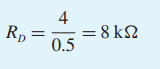 R_D = 4/0.5 = 8 kΩ